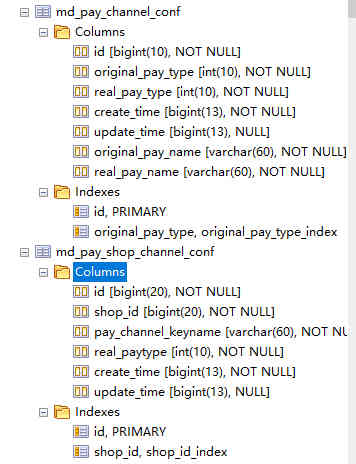 md_pay_channel_conf
Columns
id [bigint(10), NOT NULL]
original_pay_type [int(10), NOT NULL]
real_pay_type [int(10), NOT NULL]
create_time [bigint(13), NOT NULL]
update_time [bigint(13), NULL]
original_pay_name [varchar(60), NOT NULL]
real_pay_name [varchar(60), NOT NULL]
Indexes
id, PRIMARY
original_pay_type, original_pay_type_index
md_pay_shop_channel_conf
Columns
id [bigint(20), NOT NULL]
shop_id [bigint(20), NOT NULL]
pay_channel_keyname [varchar(60), NOT NU
real_paytype [int(10), NOT NULL]
create_time [bigint(13), NOT NULL]
update_time [bigint(13), NULL]
Indexes
id, PRIMARY
shop_id, shop_id_index